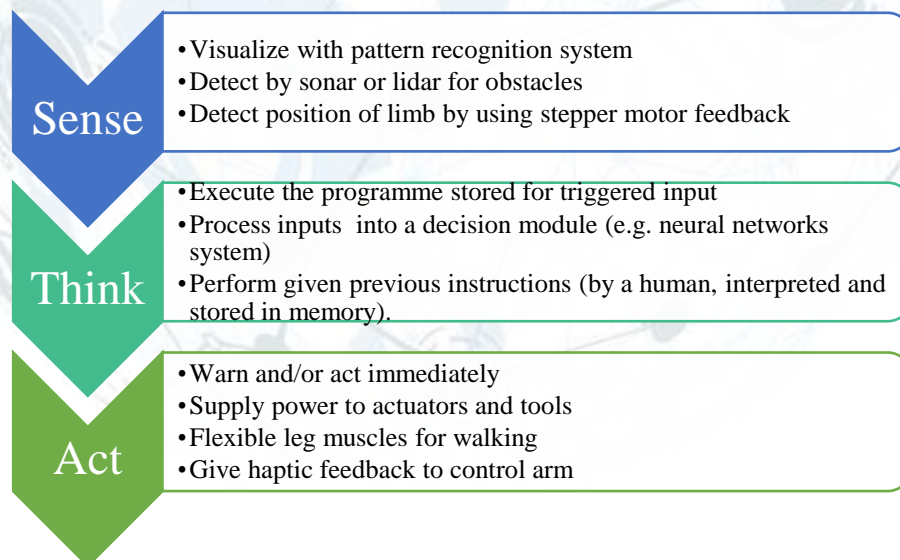 Sense
•Visualize with pattern recognition system
•Detect by sonar or lidar for obstacles
•Detect position of limb by using stepper motor feedback
Think
•Execute the programme stored for triggered input
•Process inputs into a decision module (e.g. neural networks
system)
•Perform given previous instructions (by a human, interpreted and
stored in memory).
Act
•Warn and/or act immediately
•Supply power to actuators and tools
•Flexible leg muscles for walking
•Give haptic feedback to control arm